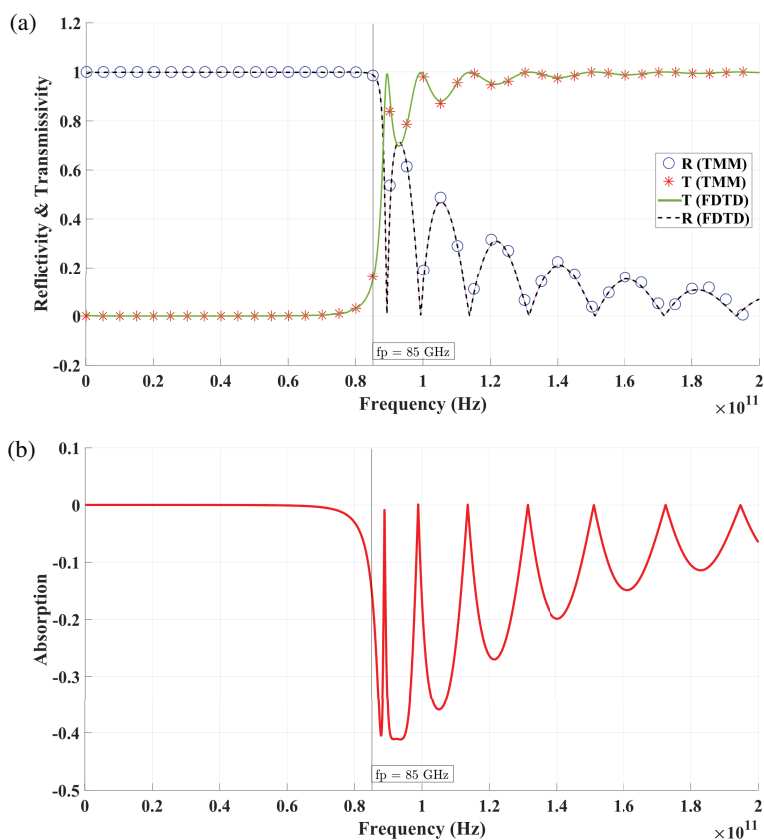 (a)
Reflictivity & Transmissivity
1.2
1
0.8
0.6
0.4
0.2
0
-0.2
R (TMM)
T (TMM)
T (FDTD)
R (FDTD)
fp = 85 GHz
0 0.2 0.4 0.6 0.8 1 1.2 1.4 1.6 1.8 2
Frequency (Hz)
×10¹¹
(b)
Absorption
0.1
0
-0.1
-0.2
-0.3
-0.4
-0.5
fp = 85 GHz
0 0.2 0.4 0.6 0.8 1 1.2 1.4 1.6 1.8 2
Frequency (Hz)
×10¹¹